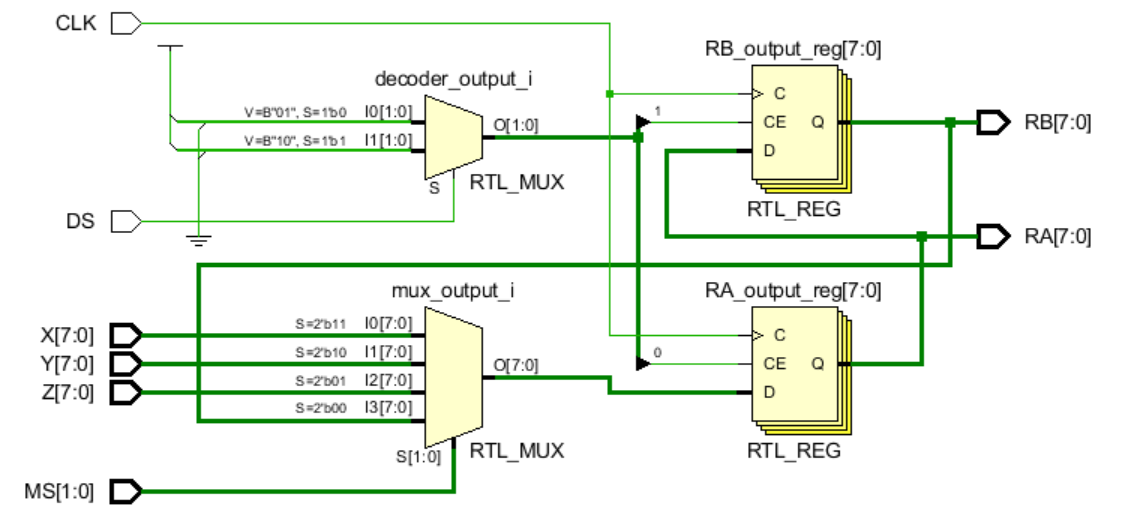 CLK
RB_output_reg[7:0]
decoder_output_i
C
V=B"01", S=1'b0 I0[1:0]
O[1:0]
1
CE Q
RB[7:0]
V=B"10", S=1'b1 I1[1:0]
D
S
RTL_MUX
RTL_REG
DS
RA[7:0]
mux_output_i
RA_output_reg[7:0]
X[7:0]
S=2'b11 I0[7:0]
C
Y[7:0]
S=2'b10 I1[7:0]
O[7:0]
0
CE Q
Z[7:0]
S=2'b01 I2[7:0]
D
S=2'b00 I3[7:0]
S[1:0]
RTL_MUX
RTL_REG
MS[1:0]